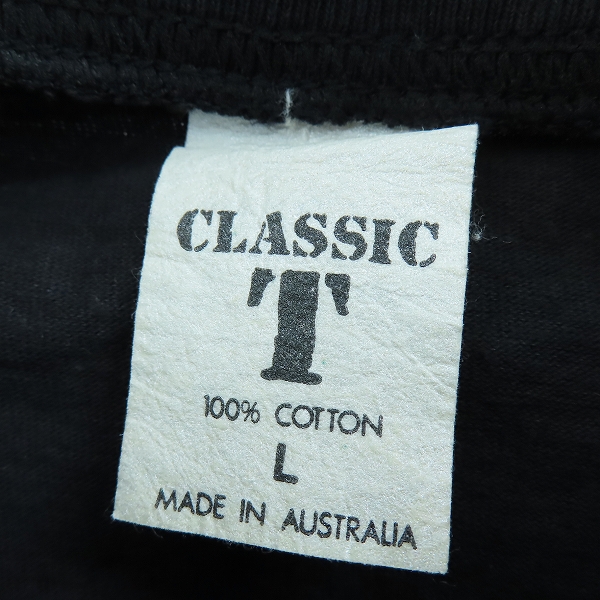 CLASSIC
T
100% COTTON
L
MADE IN AUSTRALIA